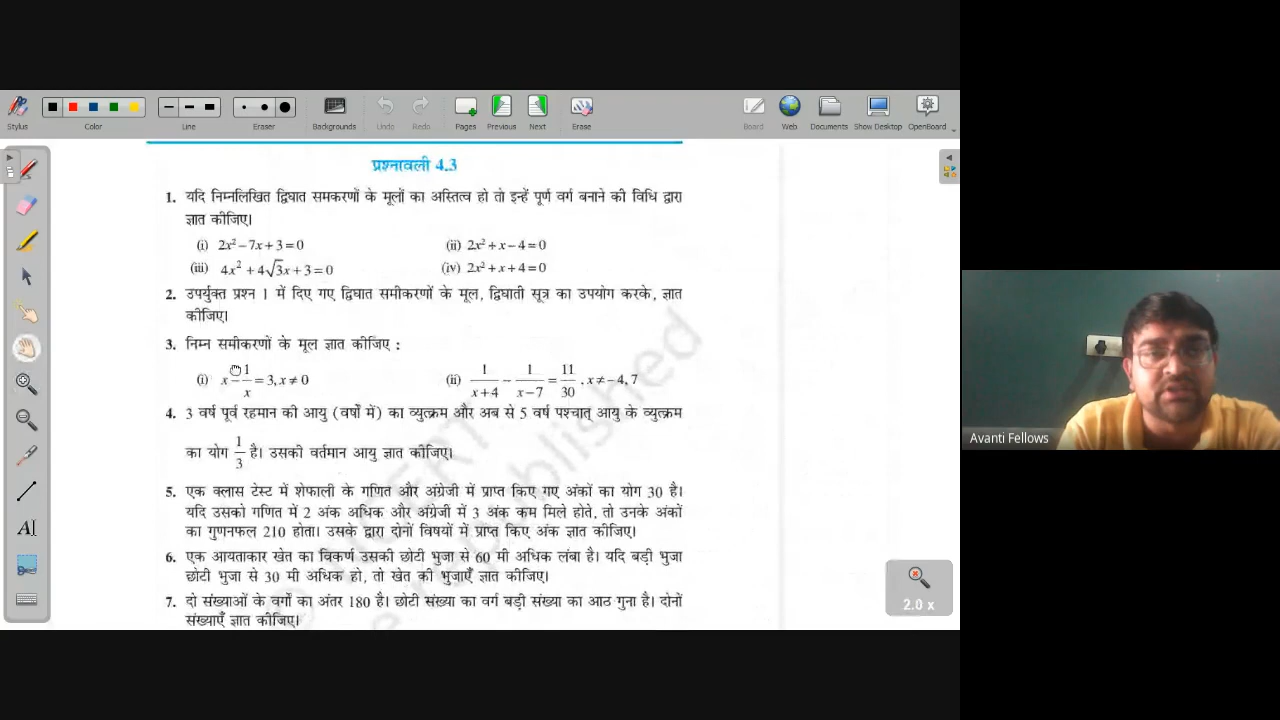 Stylus Color Line Eraser Backgrounds Undo Redo Pages Previous Next Erase Board Web Documents Show Desktop OpenBoard
प्रश्नावली 4.3
1. यदि निम्नलिखित द्विघात समकरणों के मूलों का अस्तित्व हो तो इन्हें पूर्ण वर्ग बनाने की विधि द्वारा
ज्ञात कीजिए।
(i) 2x² – 7x + 3 = 0 (ii) 2x² + x – 4 = 0
(iii) 4x² + 4√3x + 3 = 0 (iv) 2x² + x + 4 = 0
2. उपर्युक्त प्रश्न 1 में दिए गए द्विघात समीकरणों के मूल, द्विघाती सूत्र का उपयोग करके, ज्ञात
कीजिए।
3. निम्न समीकरणों के मूल ज्ञात कीजिए :
(i) x – 1/x = 3, x ≠ 0 (ii) 1/(x+4) – 1/(x–7) = 11/30, x ≠ – 4, 7
4. 3 वर्ष पूर्व रहमान की आयु (वर्षों में) का व्युत्क्रम और अब से 5 वर्ष पश्चात् आयु के व्युत्क्रम
का योग 1/3 है। उसकी वर्तमान आयु ज्ञात कीजिए।
5. एक क्लास टेस्ट में शेफाली के गणित और अंग्रेजी में प्राप्त किए गए अंकों का योग 30 है।
यदि उसको गणित में 2 अंक अधिक और अंग्रेजी में 3 अंक कम मिले होते, तो उनके अंकों
का गुणनफल 210 होता। उसके द्वारा दोनों विषयों में प्राप्त किए अंक ज्ञात कीजिए।
6. एक आयताकार खेत का विकर्ण उसकी छोटी भुजा से 60 मी अधिक लंबा है। यदि बड़ी भुजा
छोटी भुजा से 30 मी अधिक हो, तो खेत की भुजाएँ ज्ञात कीजिए।
7. दो संख्याओं के वर्गों का अंतर 180 है। छोटी संख्या का वर्ग बड़ी संख्या का आठ गुना है। दोनों
संख्याएँ ज्ञात कीजिए।
2.0 x
Avanti Fellows